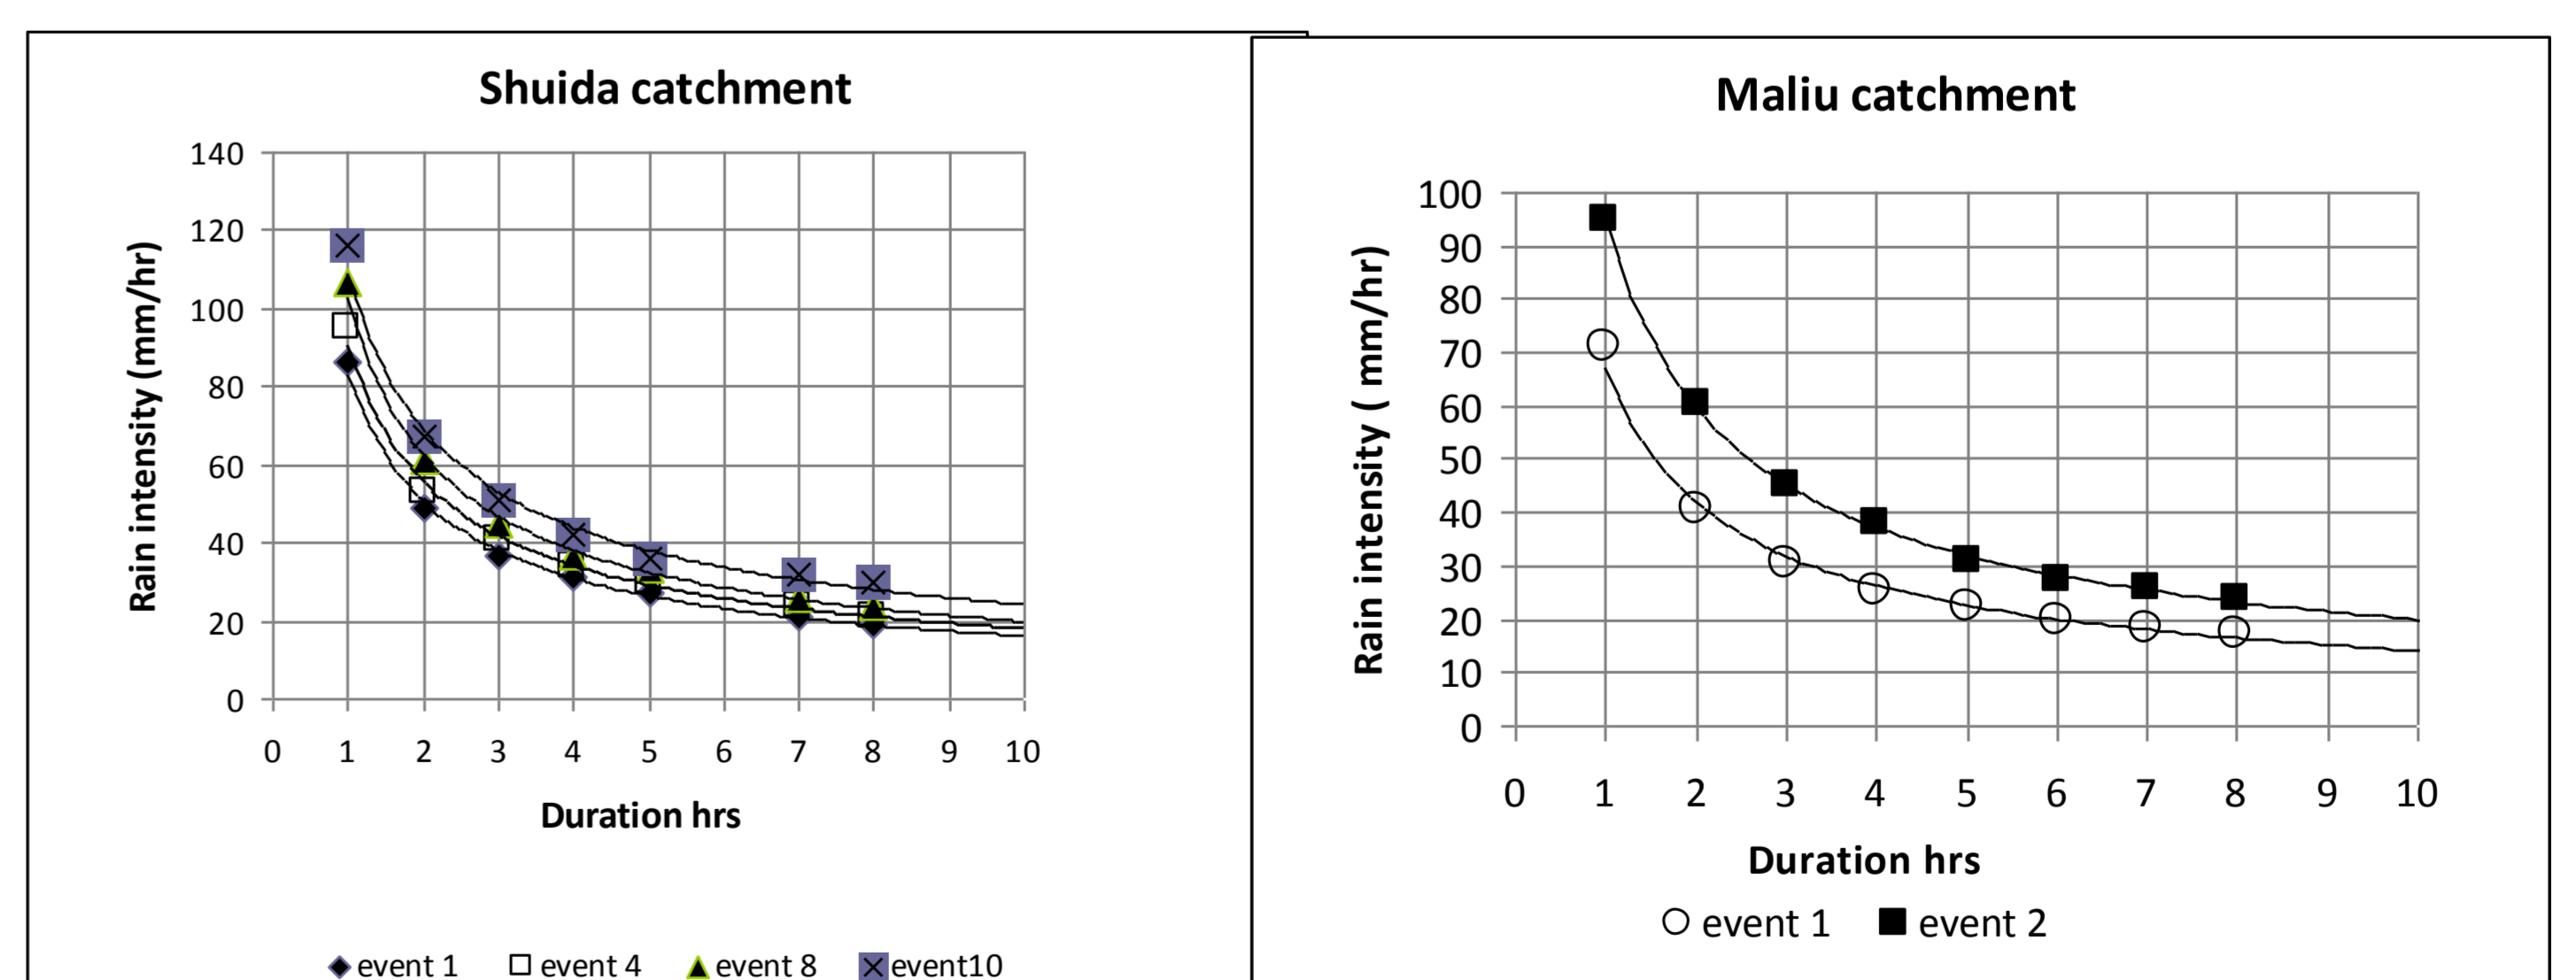 Shuida catchment
140
120
100
80
60
40
20
0
Rain intensity (mm/hr)
0 1 2 3 4 5 6 7 8 9 10
Duration hrs
event 1 event 4 event 8 event10
Maliu catchment
100
90
80
70
60
50
40
30
20
10
0
Rain intensity ( mm/hr)
0 1 2 3 4 5 6 7 8 9 10
Duration hrs
event 1 event 2